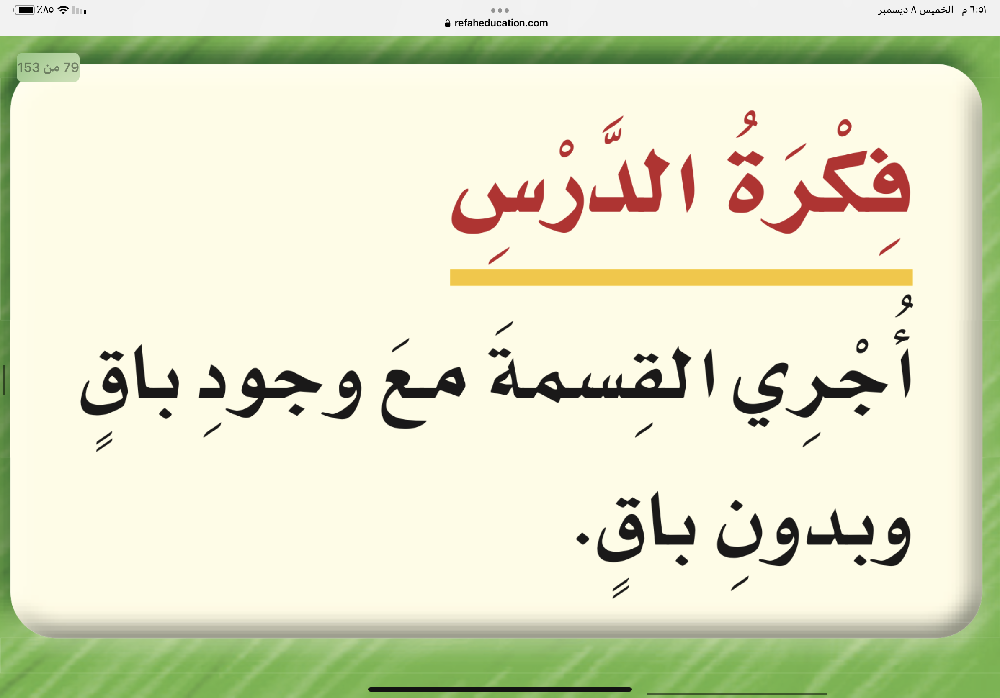 ٦:٥١ م الخميس ٨ ديسمبر
٪٨٥
refaheducation.com
79 من 153
فِكْرَةُ الدَّرْسِ
أُجْرِي القِسمةَ معَ وجودِ باقٍ
وبدونِ باقٍ.